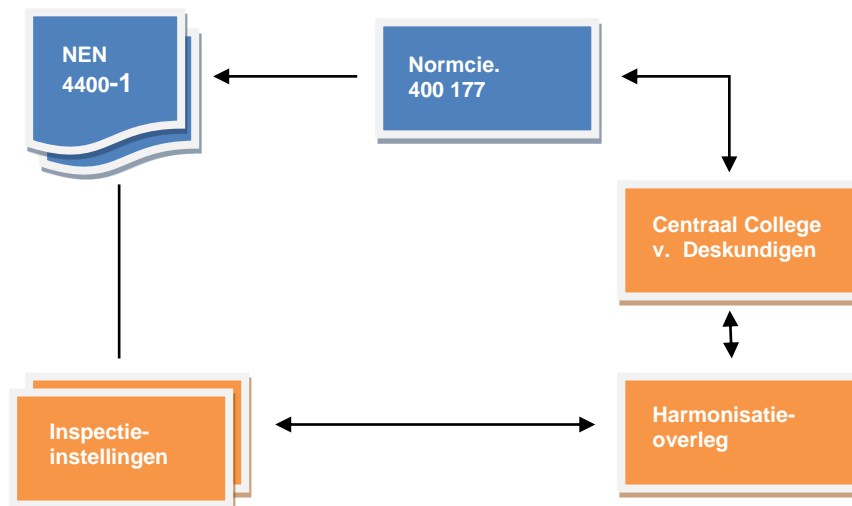 NEN
4400-1
Normcie.
400 177
Centraal College
v. Deskundigen
Inspectie-
instellingen
Harmonisatie-
overleg